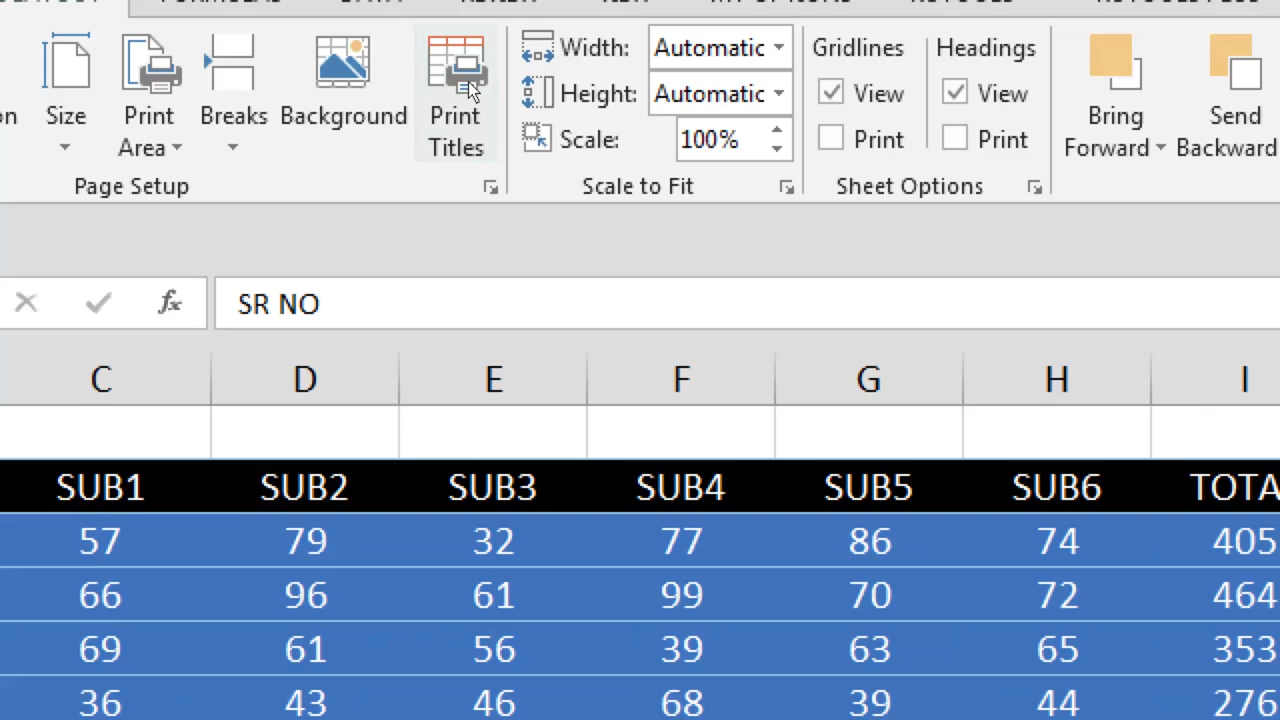 Size Print Area Breaks Background Print Titles
Width: Automatic
Height: Automatic
Scale: 100%
Gridlines
View
Print
Headings
View
Print
Bring Forward
Send Backward
Page Setup Scale to Fit Sheet Options
fx SR NO
C D E F G H I
SUB1 SUB2 SUB3 SUB4 SUB5 SUB6 TOTA
57 79 32 77 86 74 405
66 96 61 99 70 72 464
69 61 56 39 63 65 353
36 43 46 68 39 44 276